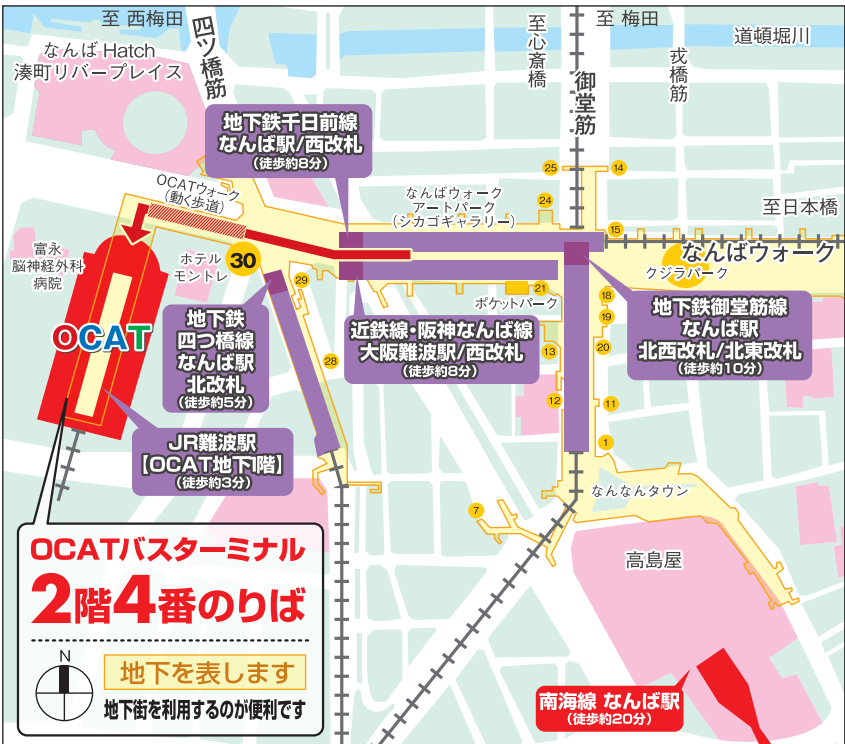 至 西梅田
四ツ橋筋
至心斎橋
至 梅田
道頓堀川
なんばHatch
湊町リバープレイス
御堂筋
戎橋筋
地下鉄千日前線
なんば駅/西改札
(徒歩約8分)
25
14
OCATウォーク
(動く歩道)
なんばウォーク
アートパーク
(シカゴギャラリー)
24
至日本橋
15
富永
脳神経外科
病院
ホテル
モントレ
30
なんばウォーク
クジラパーク
29
21
18
ポケットパーク
OCAT
地下鉄
四つ橋線
なんば駅
北改札
(徒歩約5分)
近鉄線・阪神なんば線
大阪難波駅/西改札
(徒歩約8分)
地下鉄御堂筋線
なんば駅
北西改札/北東改札
(徒歩約10分)
19
20
13
28
12
11
1
JR難波駅
【OCAT地下1階】
(徒歩約3分)
なんなんタウン
7
OCATバスターミナル
2階4番のりば
高島屋
N
地下を表します
地下街を利用するのが便利です
南海線 なんば駅
(徒歩約20分)